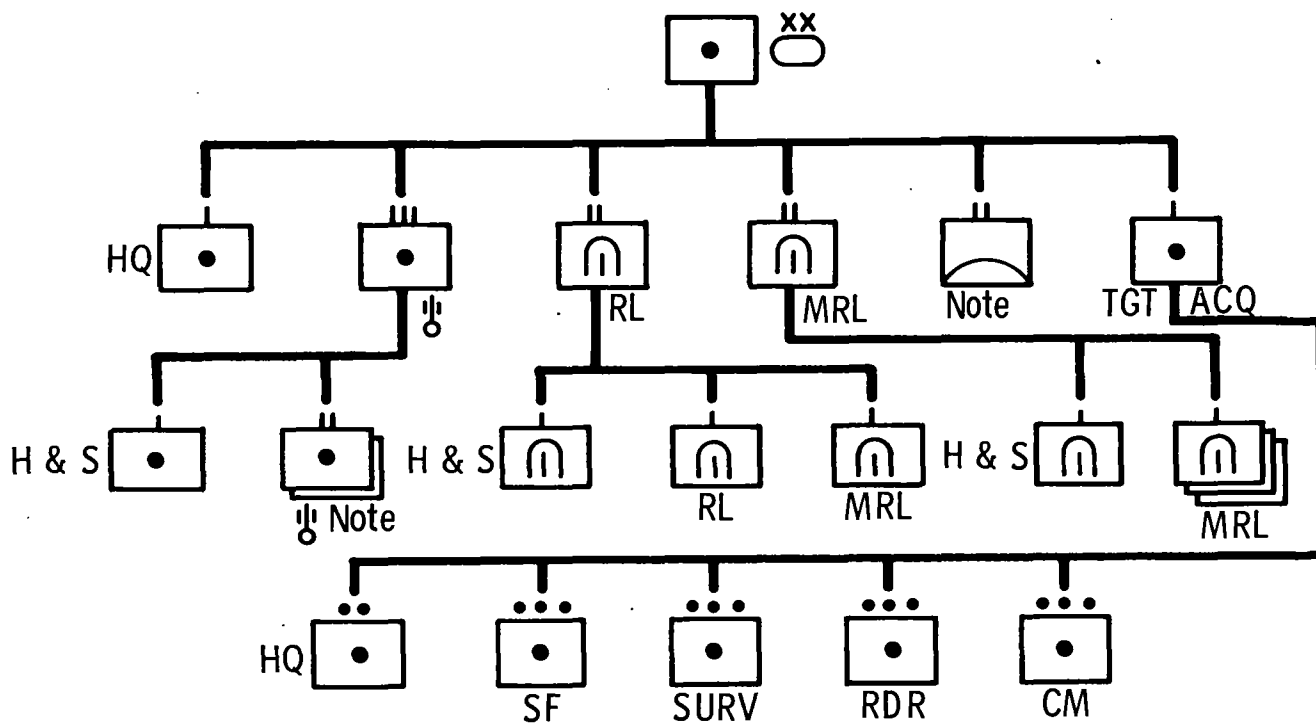 XX
HQ
RL
MRL
Note
TGT ACQ
H & S
Note
H & S
RL
MRL
H & S
MRL
HQ
SF
SURV
RDR
CM